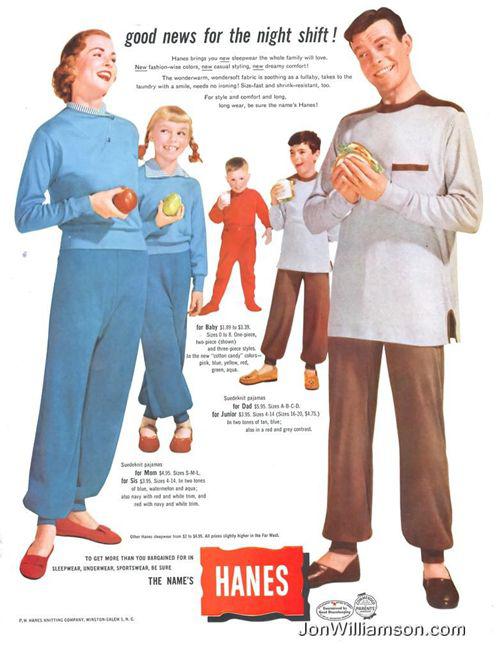 good news for the night shift!
Hanes brings you new sleepwear the whole family will love.
New fashion-wise colors, new casual styling, new dreamy comfort!
The wonderwarm, wondersoft fabric is soothing as a lullaby, takes to the
laundry with a smile, needs no ironing! Size-fast and shrink-resistant, too.
For style and comfort and long,
long wear, be sure the name's Hanes!
for Baby $1.89 to $3.39.
Sizes 0 to 8. One-piece,
two-piece (shown)
and three-piece styles.
In the new "cotton candy" colors—
pink, blue, yellow, red,
green, aqua.
Suedeknit pajamas
for Dad $5.95. Sizes A-B-C-D.
for Junior $3.95. Sizes 4-14 (Sizes 16-20, $4.75.)
In two tones of tan, blue;
also in a red and grey contrast.
Suedeknit pajamas
for Mom $4.95. Sizes S-M-L.
for Sis $3.95. Sizes 4-14. In two tones
of blue, watermelon and aqua;
also navy with red and white trim, and
red with navy and white trim.
Other Hanes sleepwear from $2 to $4.95. All prices slightly higher in the Far West.
TO GET MORE THAN YOU BARGAINED FOR IN
SLEEPWEAR, UNDERWEAR, SPORTSWEAR, BE SURE
THE NAME'S
HANES
P. H. HANES KNITTING COMPANY, WINSTON-SALEM 1, N. C.
Guaranteed by
Good Housekeeping
COMMENDED
PARENTS'
JonWilliamson.com